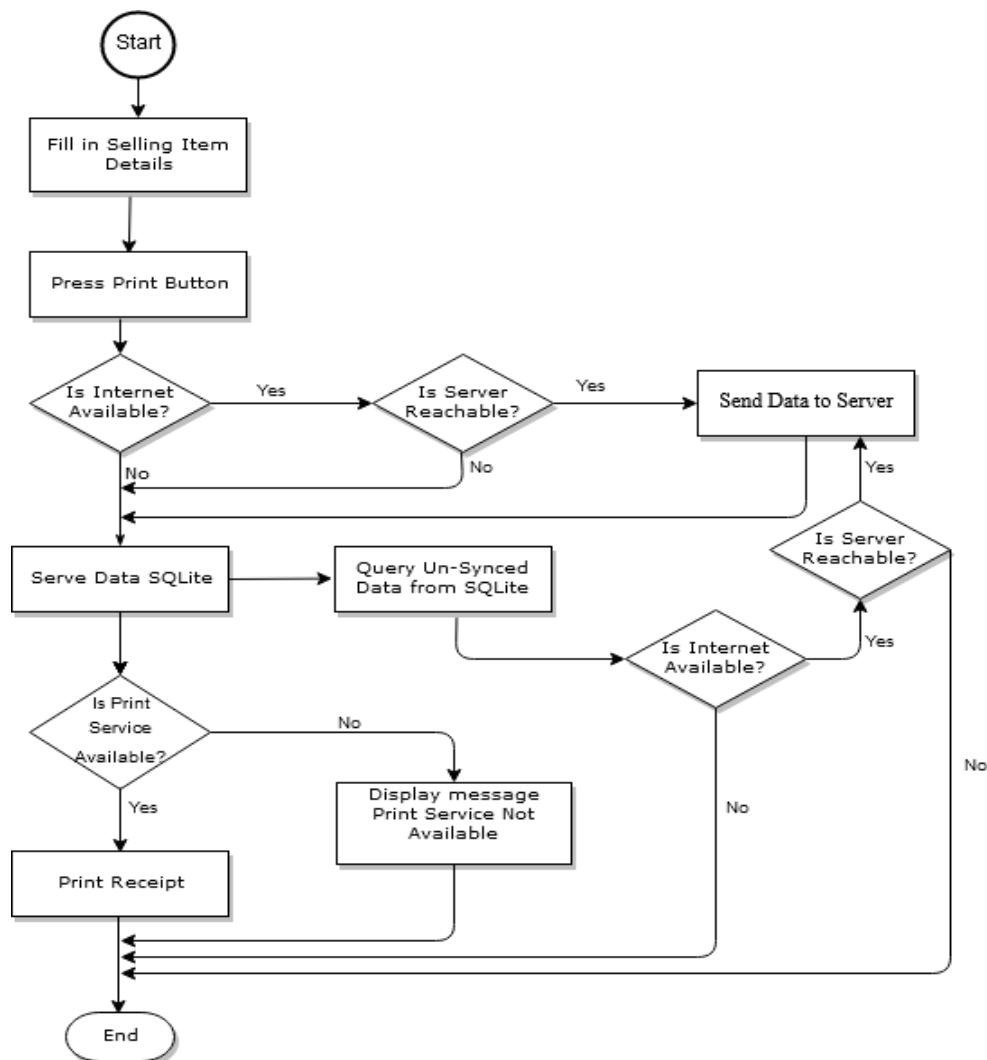 Start
Fill in Selling Item
Details
Press Print Button
Is Internet
Available?
Yes
Is Server
Reachable?
Yes
Send Data to Server
No
No
Yes
Is Server
Reachable?
Serve Data SQLite
Query Un-Synced
Data from SQLite
Is Internet
Available?
Yes
Is Print
Service
Available?
No
No
Yes
Display message
Print Service Not
Available
No
Print Receipt
End